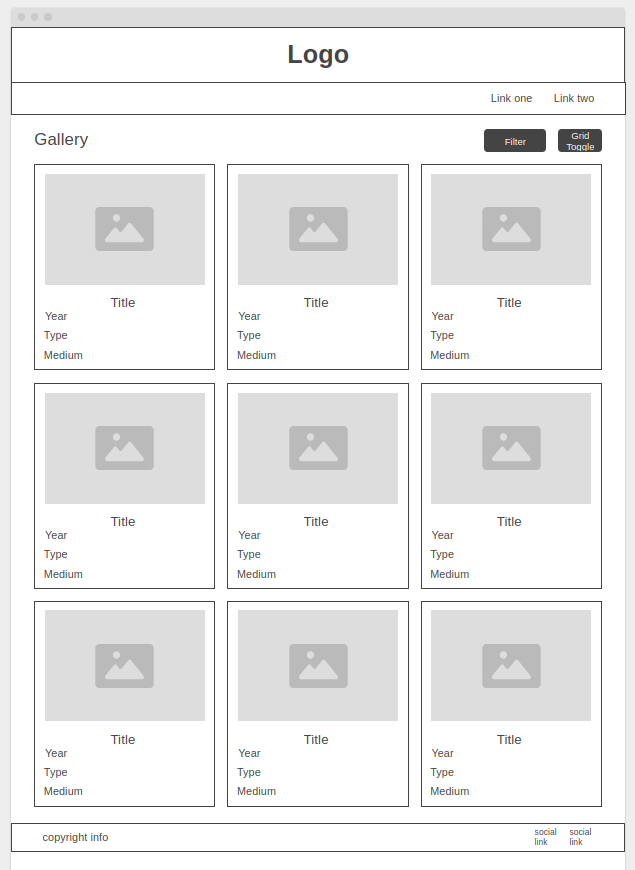 Logo
Link one Link two
Gallery
Filter
Grid
Toggle
Title
Year
Type
Medium
Title
Year
Type
Medium
Title
Year
Type
Medium
Title
Year
Type
Medium
Title
Year
Type
Medium
Title
Year
Type
Medium
Title
Year
Type
Medium
Title
Year
Type
Medium
Title
Year
Type
Medium
copyright info
social
link
social
link